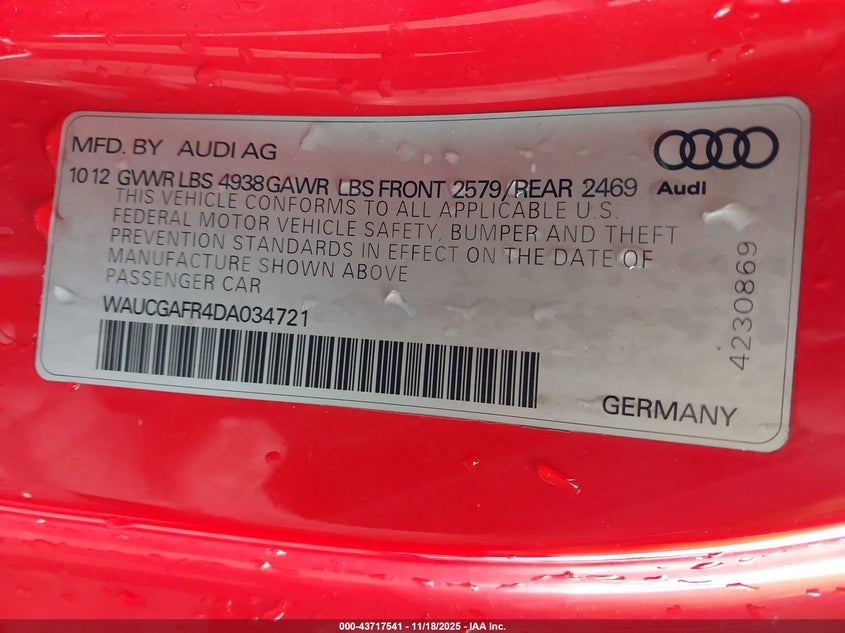 MFD. BY AUDI AG
Audi
1012 GVWR LBS 4938 GAWR LBS FRONT 2579/REAR 2469
THIS VEHICLE CONFORMS TO ALL APPLICABLE U.S.
FEDERAL MOTOR VEHICLE SAFETY, BUMPER AND THEFT
PREVENTION STANDARDS IN EFFECT ON THE DATE OF
MANUFACTURE SHOWN ABOVE
PASSENGER CAR
WAUCGAFR4DA034721
GERMANY
4230869
000-43717541 - 11/18/2025 - © IAA Inc.